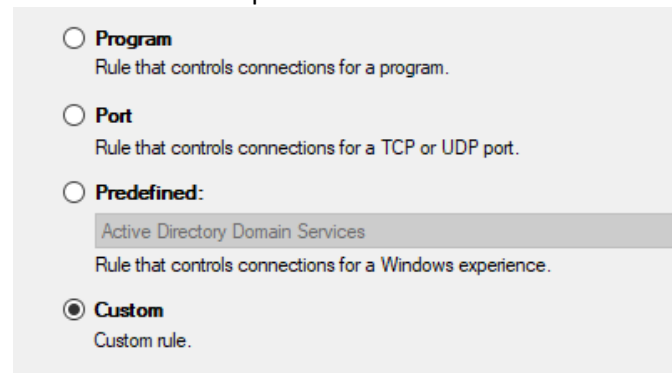 Program
Rule that controls connections for a program.
Port
Rule that controls connections for a TCP or UDP port.
Predefined:
Active Directory Domain Services
Rule that controls connections for a Windows experience.
Custom
Custom rule.